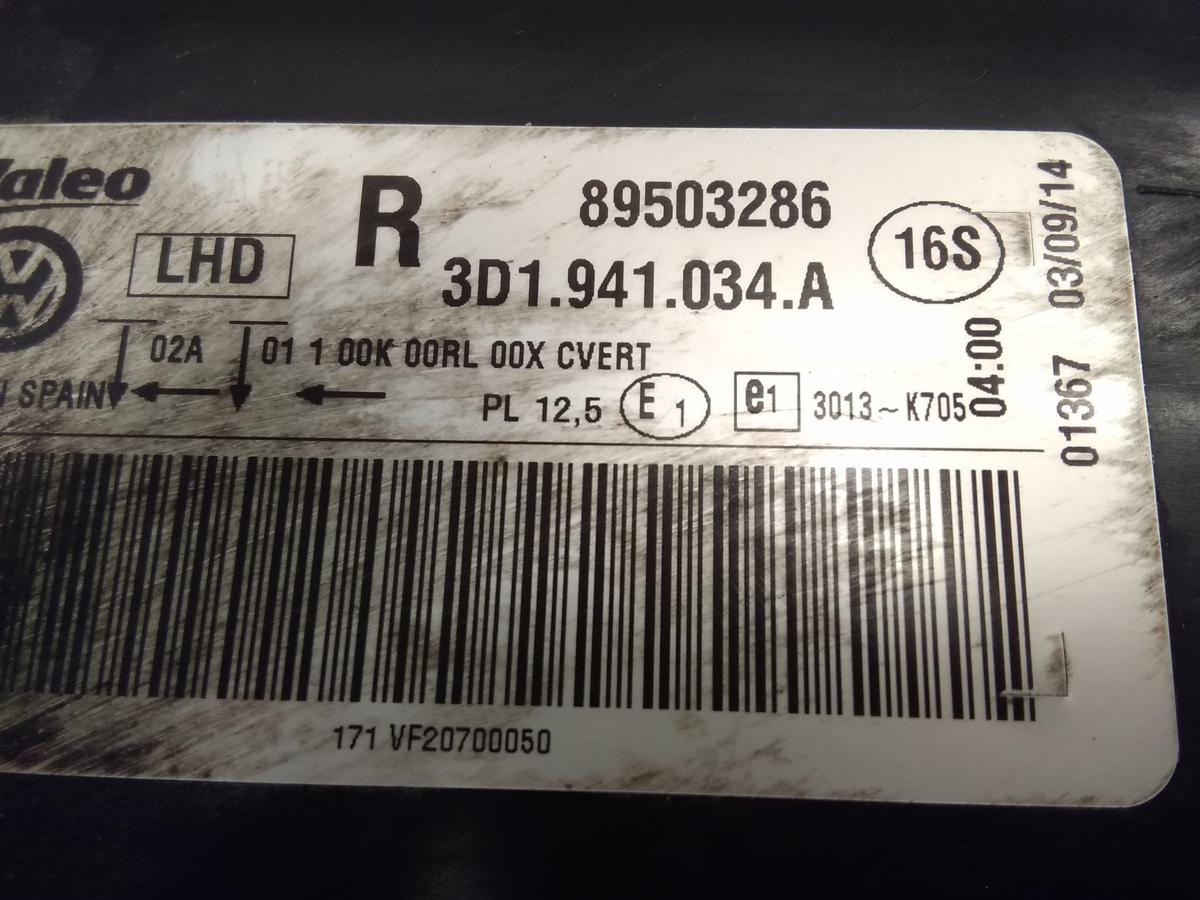 Valeo
R
89503286
16S
LHD
3D1.941.034.A
02A
01 1 00K 00RL 00X CVERT
N SPAIN
PL 12,5
E 1
e1
3013~K705
04:00
01367 03/09/14
171 VF20700050